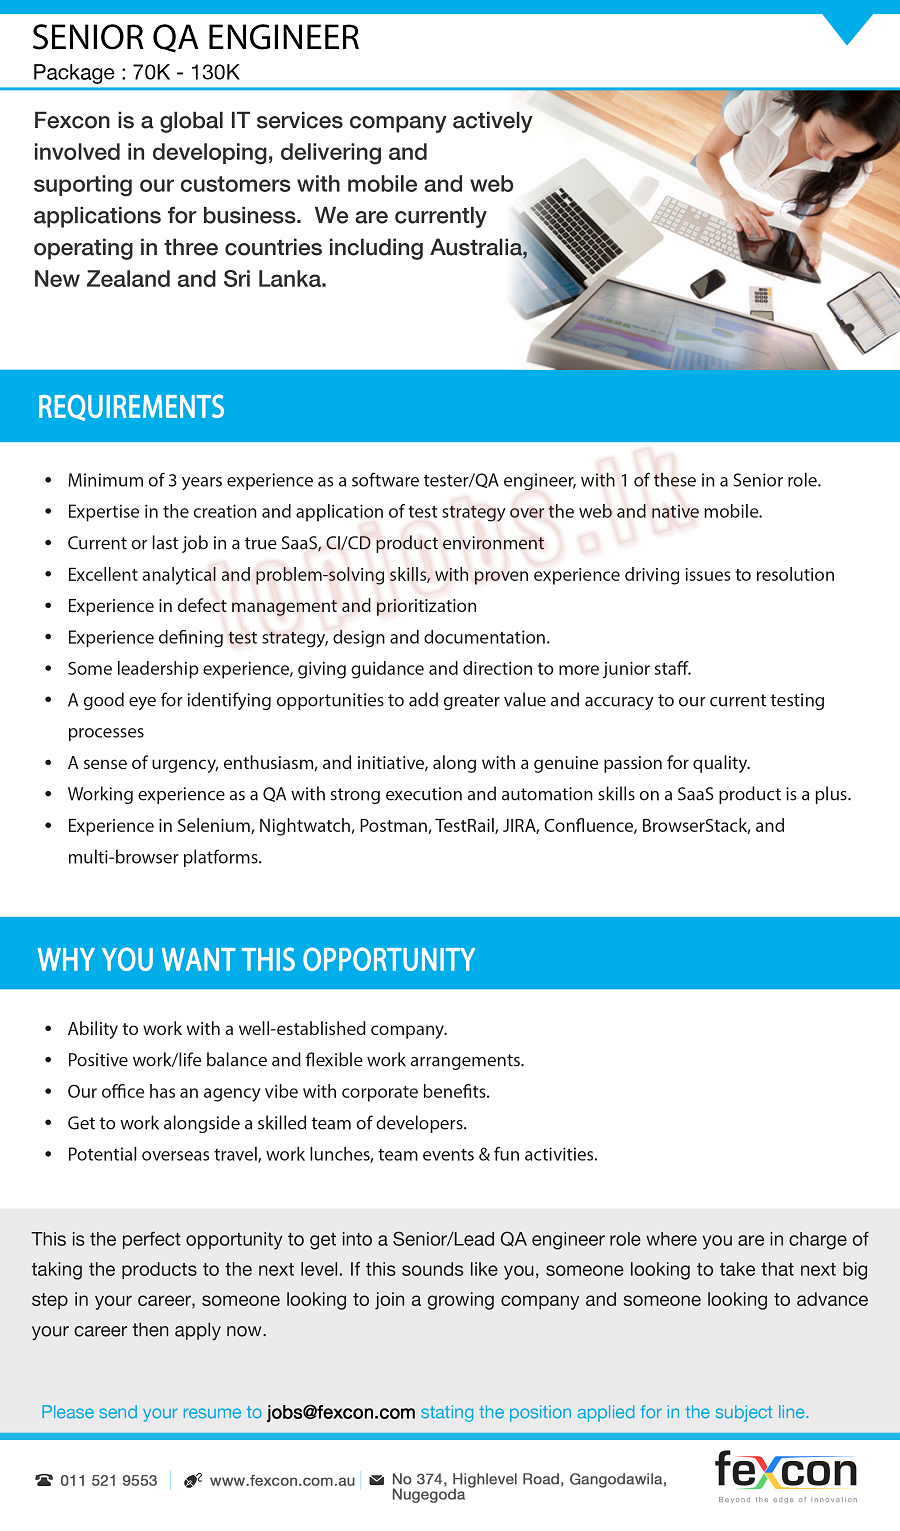 SENIOR QA ENGINEER
Package : 70K - 130K
Fexcon is a global IT services company actively
involved in developing, delivering and
suporting our customers with mobile and web
applications for business.  We are currently
operating in three countries including Australia,
New Zealand and Sri Lanka.
REQUIREMENTS
• Minimum of 3 years experience as a software tester/QA engineer, with 1 of these in a Senior role.
• Expertise in the creation and application of test strategy over the web and native mobile.
• Current or last job in a true SaaS, CI/CD product environment
• Excellent analytical and problem-solving skills, with proven experience driving issues to resolution
• Experience in defect management and prioritization
• Experience defining test strategy, design and documentation.
• Some leadership experience, giving guidance and direction to more junior staff.
• A good eye for identifying opportunities to add greater value and accuracy to our current testing
processes
• A sense of urgency, enthusiasm, and initiative, along with a genuine passion for quality.
• Working experience as a QA with strong execution and automation skills on a SaaS product is a plus.
• Experience in Selenium, Nightwatch, Postman, TestRail, JIRA, Confluence, BrowserStack, and
multi-browser platforms.
topjobs.lk
WHY YOU WANT THIS OPPORTUNITY
• Ability to work with a well-established company.
• Positive work/life balance and flexible work arrangements.
• Our office has an agency vibe with corporate benefits.
• Get to work alongside a skilled team of developers.
• Potential overseas travel, work lunches, team events & fun activities.
This is the perfect opportunity to get into a Senior/Lead QA engineer role where you are in charge of
taking the products to the next level. If this sounds like you, someone looking to take that next big
step in your career, someone looking to join a growing company and someone looking to advance
your career then apply now.
Please send your resume to jobs@fexcon.com stating the position applied for in the subject line.
011 521 9553
www.fexcon.com.au
No 374, Highlevel Road, Gangodawila,
Nugegoda
fexcon
Beyond the edge of Innovation